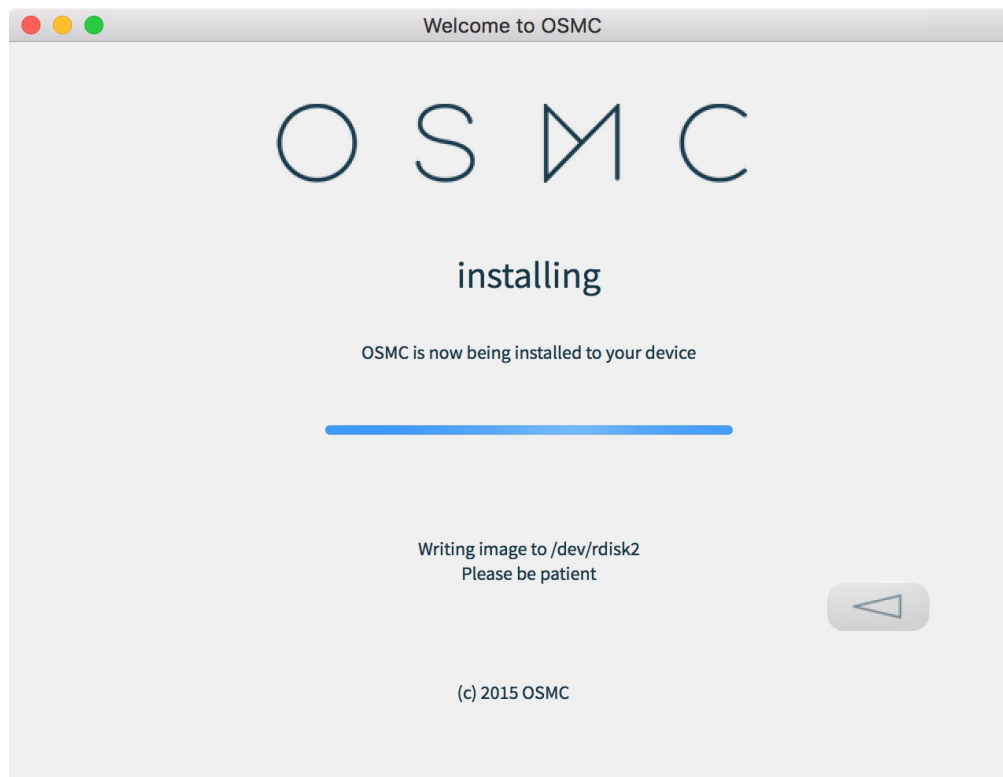 Welcome to OSMC
OSMC
installing
OSMC is now being installed to your device
Writing image to /dev/rdisk2
Please be patient
(c) 2015 OSMC